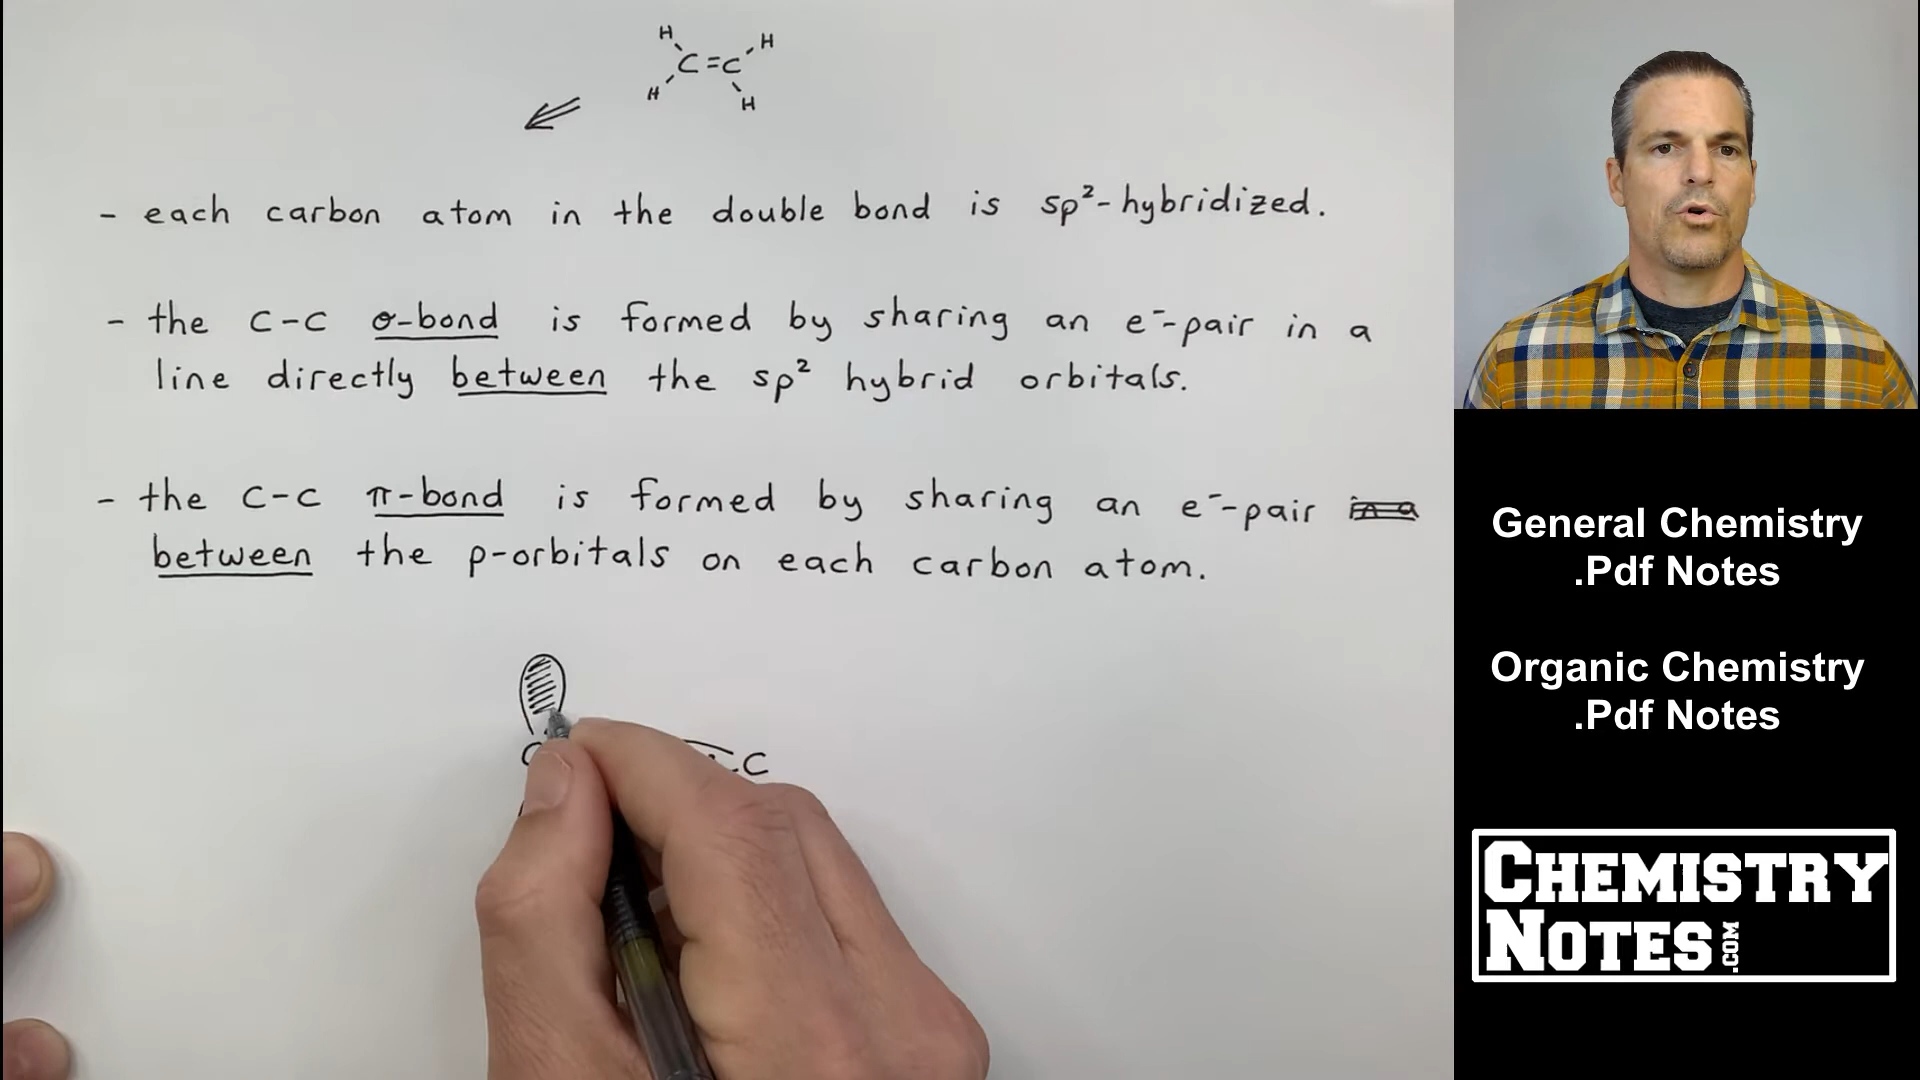 H H
C=C
H H
- each carbon atom in the double bond is sp²-hybridized.
- the C-C σ-bond is formed by sharing an e⁻-pair in a
line directly between the sp² hybrid orbitals.
- the C-C π-bond is formed by sharing an e⁻-pair in a
between the p-orbitals on each carbon atom.
C C
General Chemistry
.Pdf Notes
Organic Chemistry
.Pdf Notes
CHEMISTRY
NOTES.COM